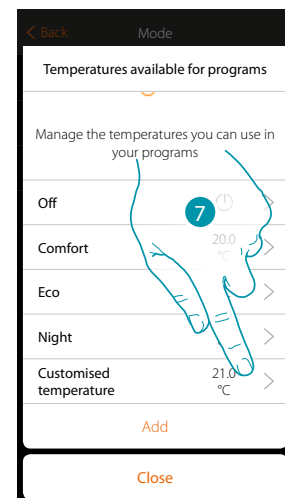 < Back Mode
Temperatures available for programs
Manage the temperatures you can use in
your programs
Off
7
Comfort 20.0
°C
Eco
Night
Customised 21.0
temperature °C
Add
Close